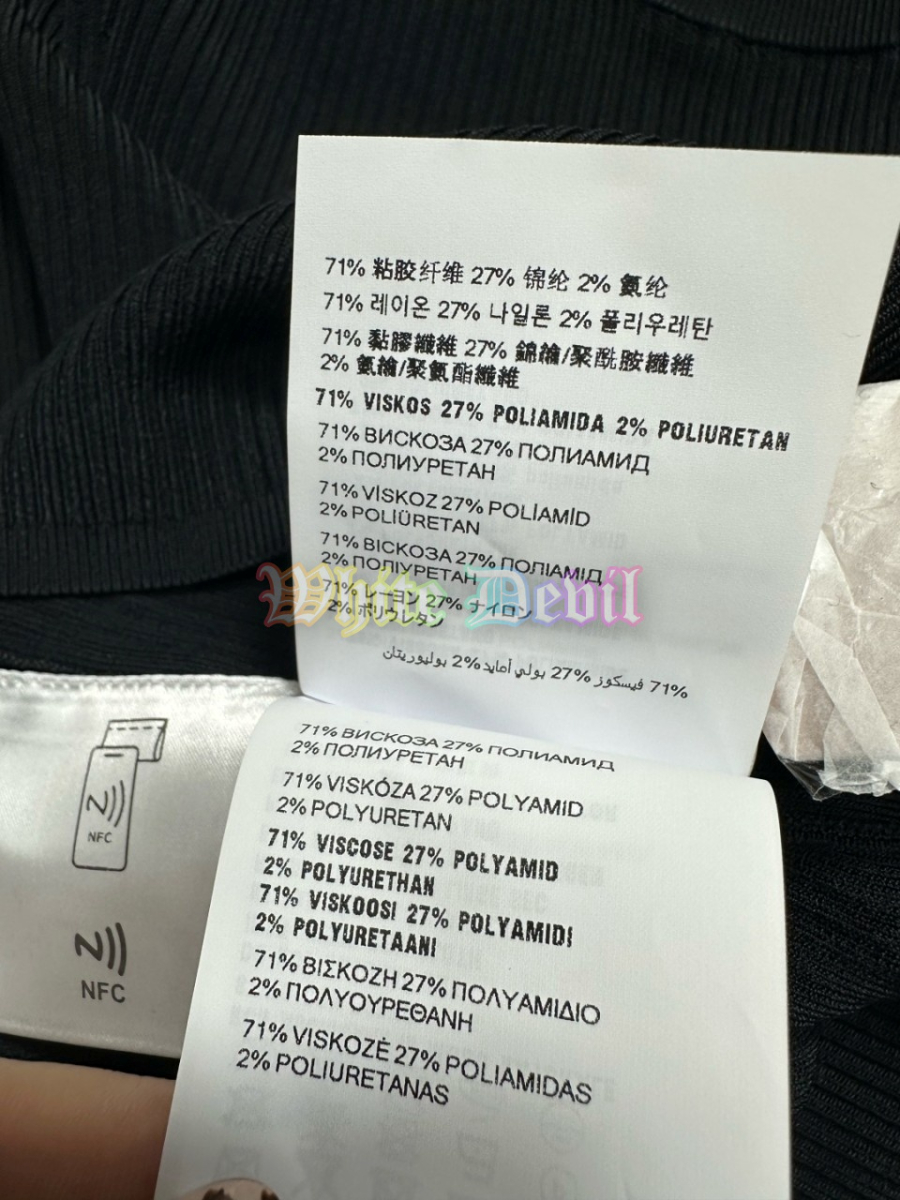 71% 粘胶纤维 27% 锦纶 2% 氨纶
71% 레이온 27% 나일론 2% 폴리우레탄
71% 黏膠纖維 27% 錦綸/聚酰胺纖維
2% 氨綸/聚氨酯纖維
71% VISKOS 27% POLIAMIDA 2% POLIURETAN
71% ВИСКОЗА 27% ПОЛИАМИД
2% ПОЛИУРЕТАН
71% VİSKOZ 27% POLİAMİD
2% POLİÜRETAN
71% ВІСКОЗА 27% ПОЛІАМІД
2% ПОЛІУРЕТАН
White Devil
71% レイヨン 27% ナイロン
2% ポリウレタン
71% فيسكوز 27% بولي أمايد 2% بوليوريتان
71% ВИСКОЗА 27% ПОЛИАМИД
2% ПОЛИУРЕТАН
71% VISKÓZA 27% POLYAMID
2% POLYURETAN
71% VISCOSE 27% POLYAMID
2% POLYURETHAN
71% VISKOOSI 27% POLYAMIDI
2% POLYURETAANI
71% ΒΙΣΚΟΖΗ 27% ΠΟΛΥΑΜΙΔΙΟ
2% ΠΟΛΥΟΥΡΕΘΑΝΗ
71% VISKOZĖ 27% POLIAMIDAS
2% POLIURETANAS
NFC
NFC